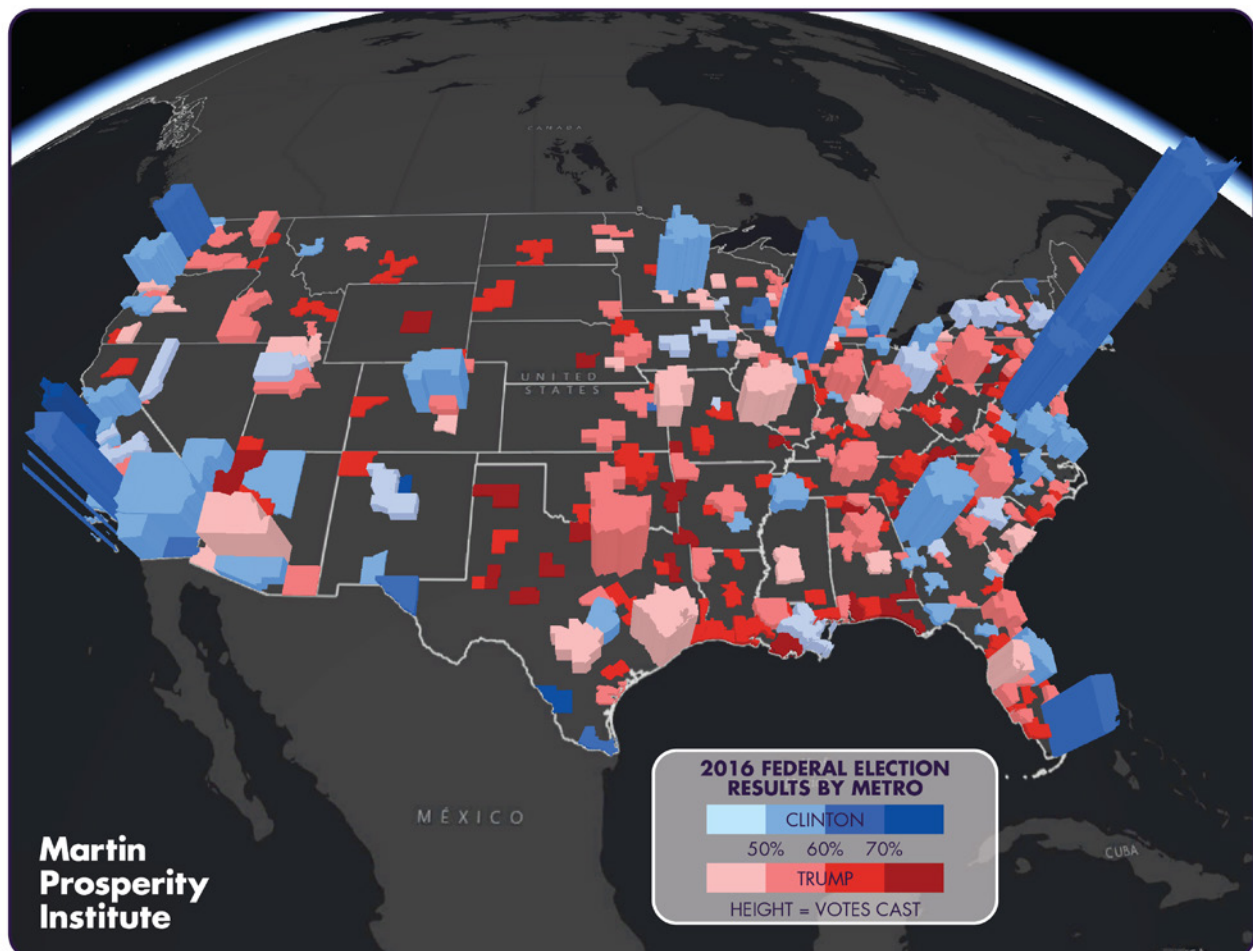 CANADA
UNITED
STATES
MÉXICO
CUBA
2016 FEDERAL ELECTION
RESULTS BY METRO
CLINTON
50% 60% 70%
TRUMP
HEIGHT = VOTES CAST
Martin
Prosperity
Institute